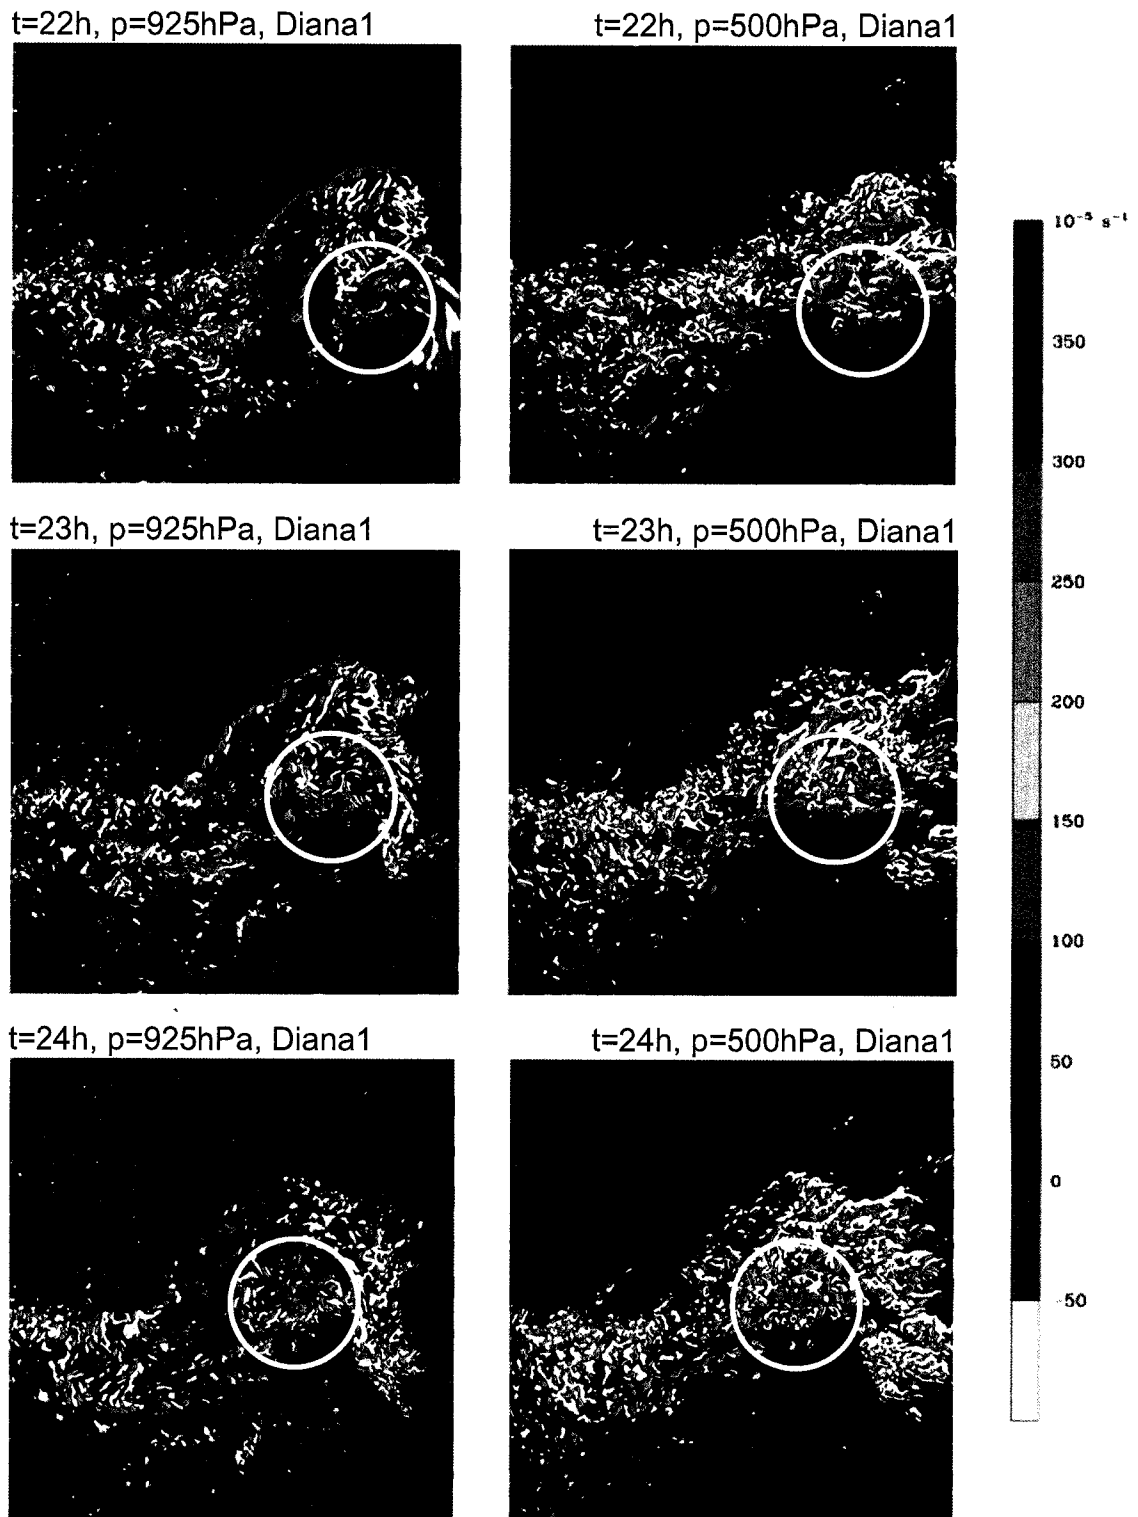 t=22h, p=925hPa, Diana1
t=22h, p=500hPa, Diana1
10⁻⁵ s⁻¹
350
300
250
200
150
100
50
0
-50
t=23h, p=925hPa, Diana1
t=23h, p=500hPa, Diana1
t=24h, p=925hPa, Diana1
t=24h, p=500hPa, Diana1